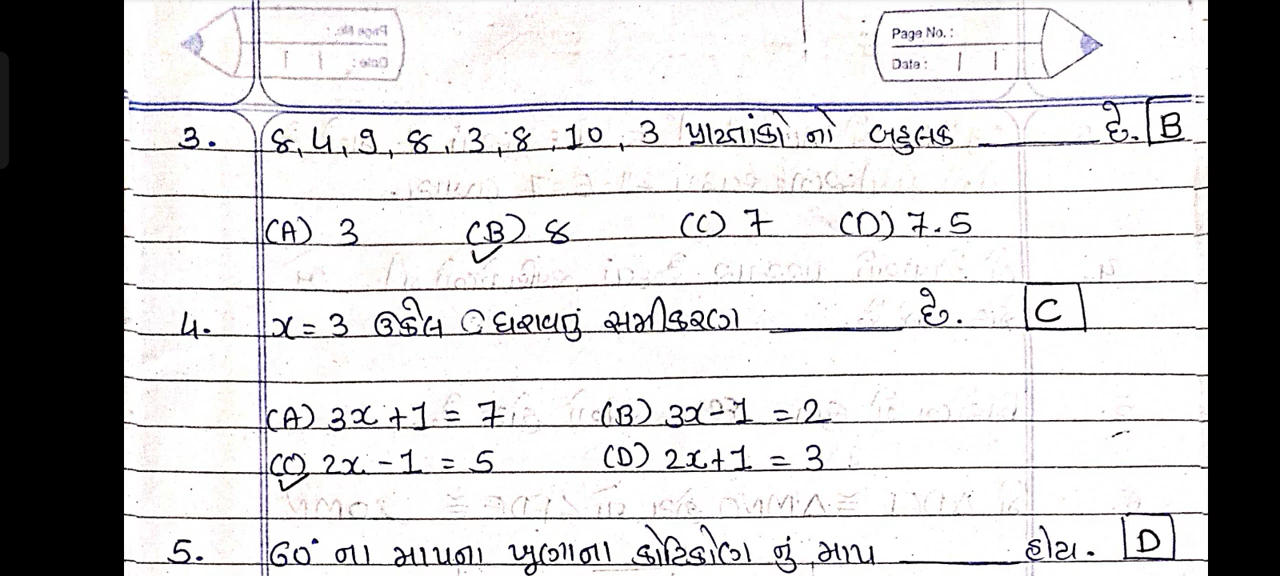 Page No.:
Date:
3. 8, 4, 9, 8, 3, 8, 10, 3 પ્રાપ્તાંકો નો બહુલક ______ છે. B
(A) 3 (B) 8 (C) 7 (D) 7.5
4. x = 3 ઉકેલ ધરાવતું સમીકરણ ______ છે. C
(A) 3x + 1 = 7 (B) 3x - 1 = 2
(C) 2x - 1 = 5 (D) 2x + 1 = 3
5. 60° ના માપના ખુણાના કોટિકોણ નું માપ ______ હોય. D